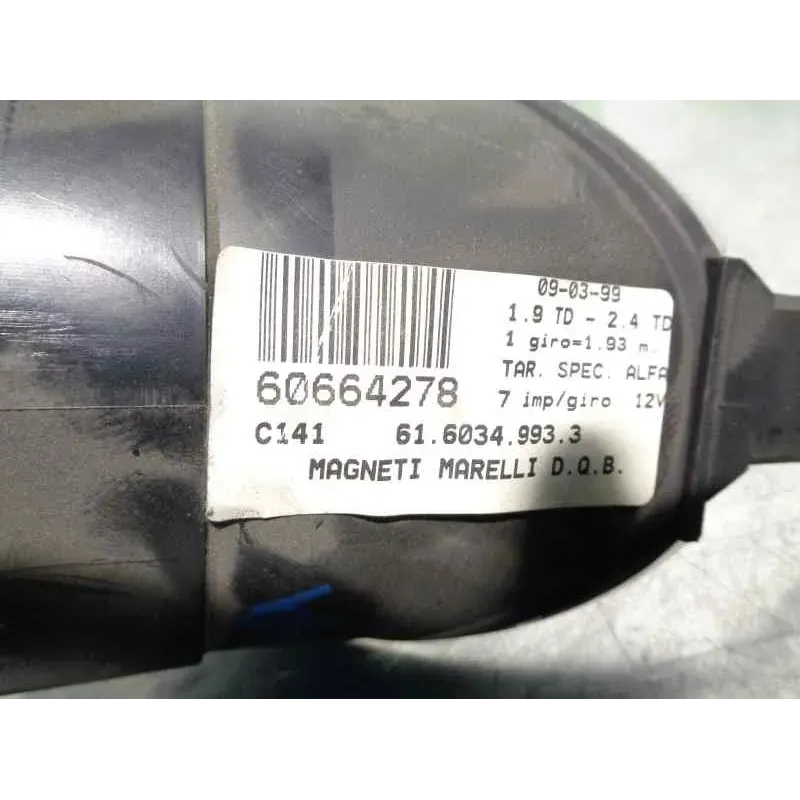 09-03-99
1.9 TD - 2.4 TD
1 giro=1.93 m.
TAR. SPEC. ALFA
60664278
7 imp/giro 12V
C141 61.6034.993.3
MAGNETI MARELLI D.Q.B.